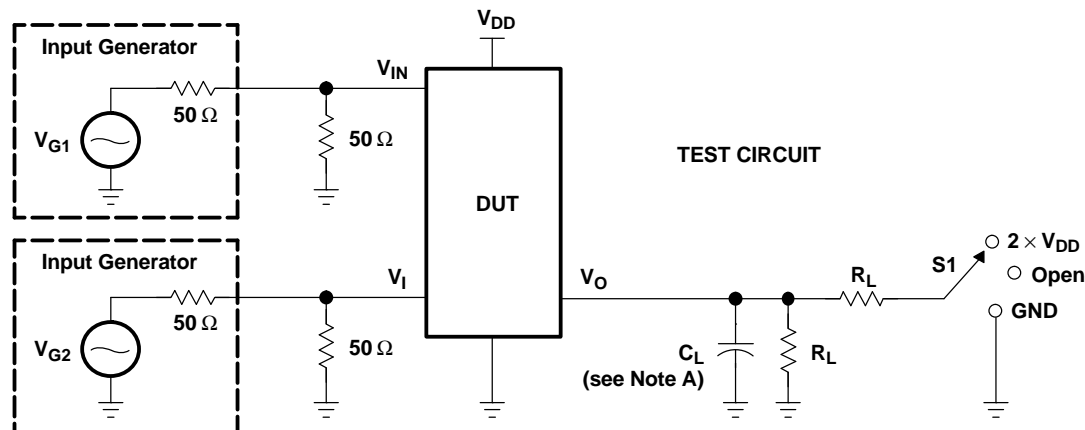 V_DD
Input Generator
V_IN
50 Ω
V_G1
50 Ω
TEST CIRCUIT
DUT
Input Generator
V_I
V_O
50 Ω
V_G2
50 Ω
R_L
S1
2 × V_DD
Open
GND
C_L
(see Note A)
R_L